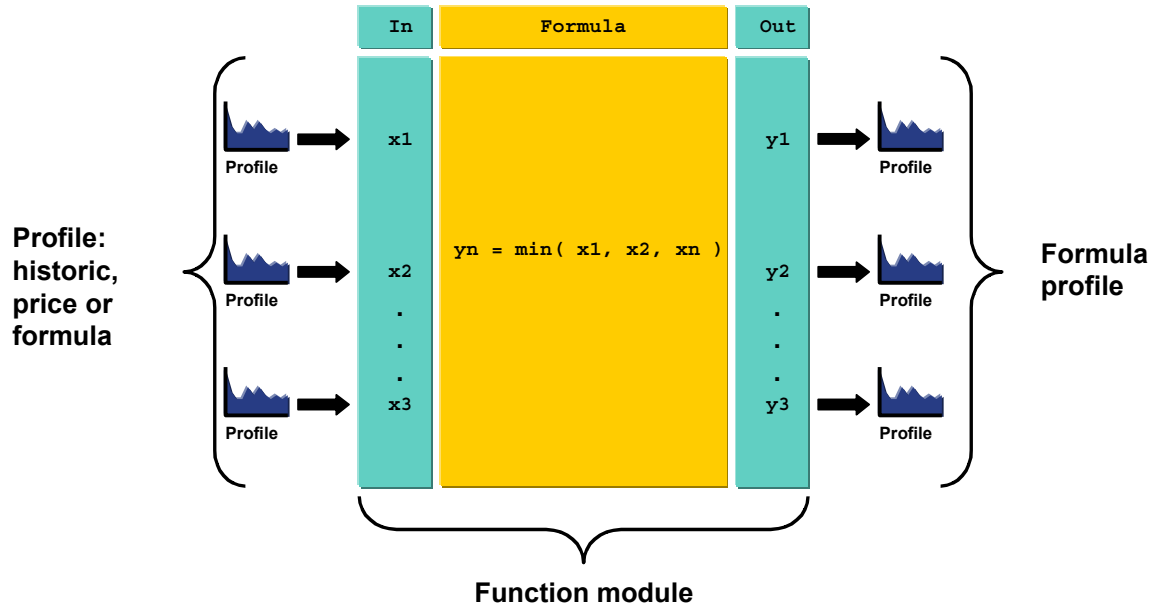 In
Formula
Out
x1
y1
Profile
Profile
Profile:
historic,
price or
formula
yn = min( x1, x2, xn )
x2
y2
Formula
profile
Profile
Profile
.
.
.
.
.
.
x3
y3
Profile
Profile
Function module